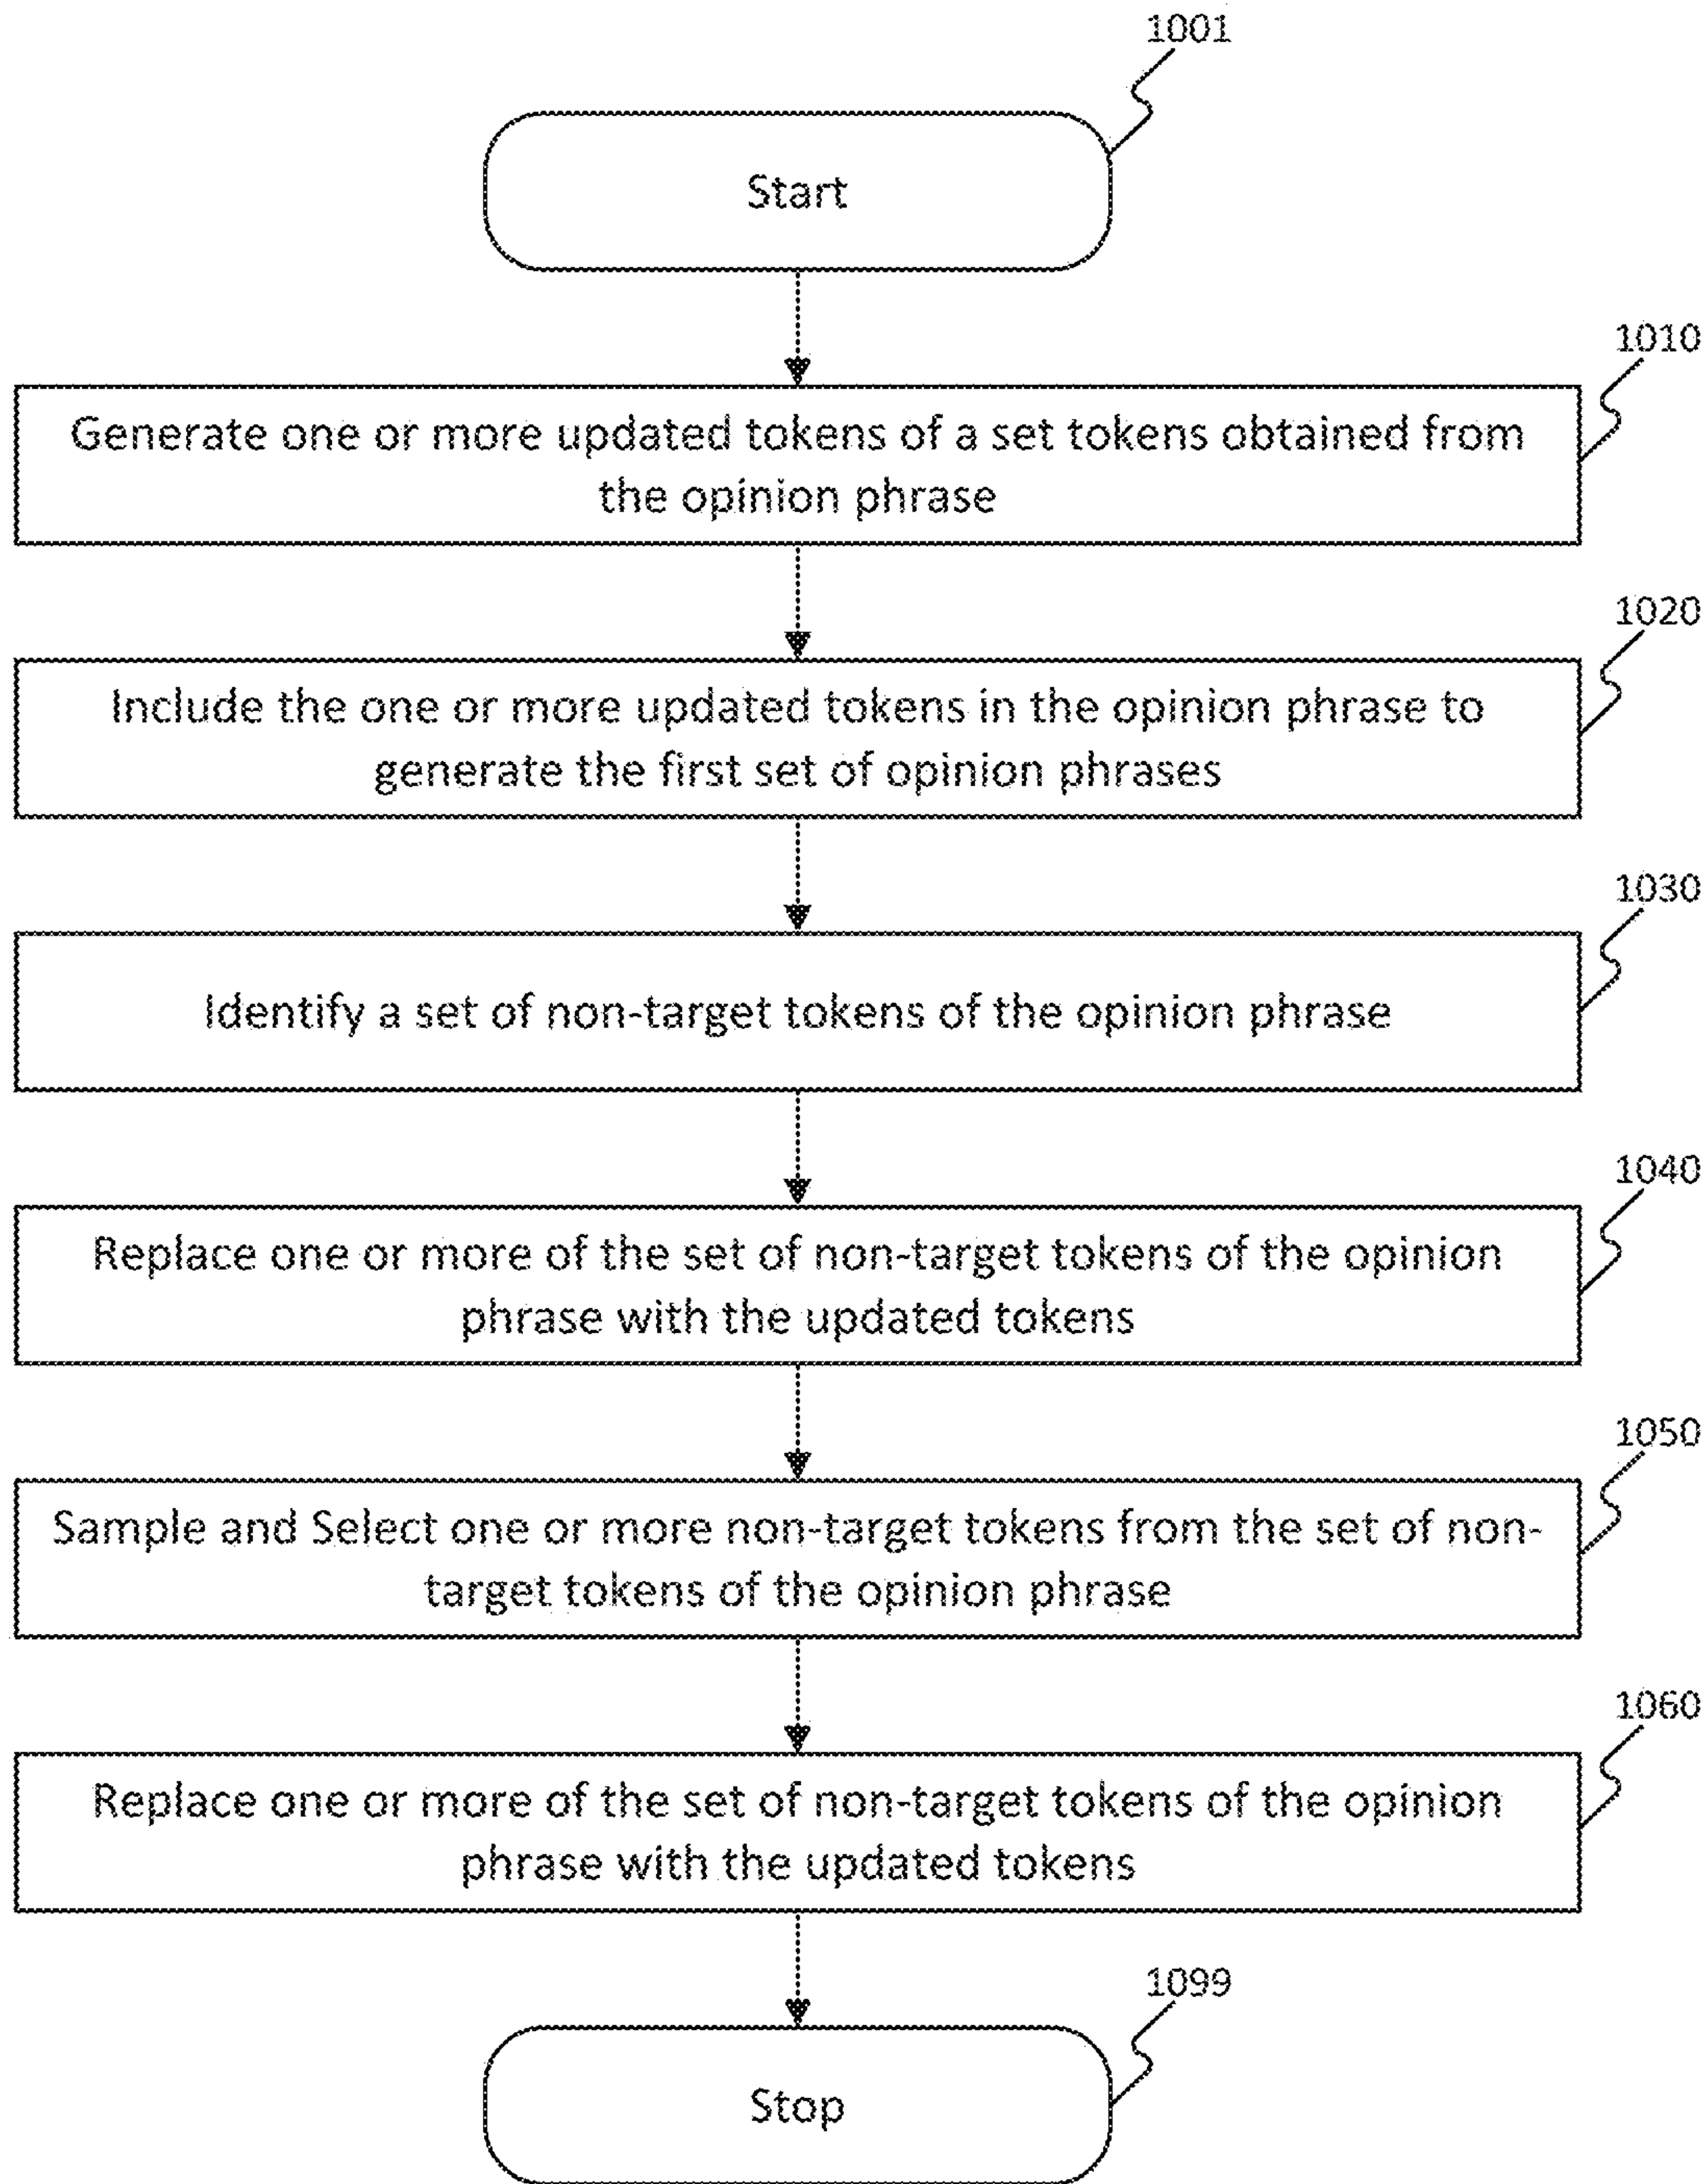 1001
Start
1010
Generate one or more updated tokens of a set tokens obtained from
the opinion phrase
1020
Include the one or more updated tokens in the opinion phrase to
generate the first set of opinion phrases
1030
Identify a set of non-target tokens of the opinion phrase
1040
Replace one or more of the set of non-target tokens of the opinion
phrase with the updated tokens
1050
Sample and Select one or more non-target tokens from the set of non-
target tokens of the opinion phrase
1060
Replace one or more of the set of non-target tokens of the opinion
phrase with the updated tokens
1099
Stop